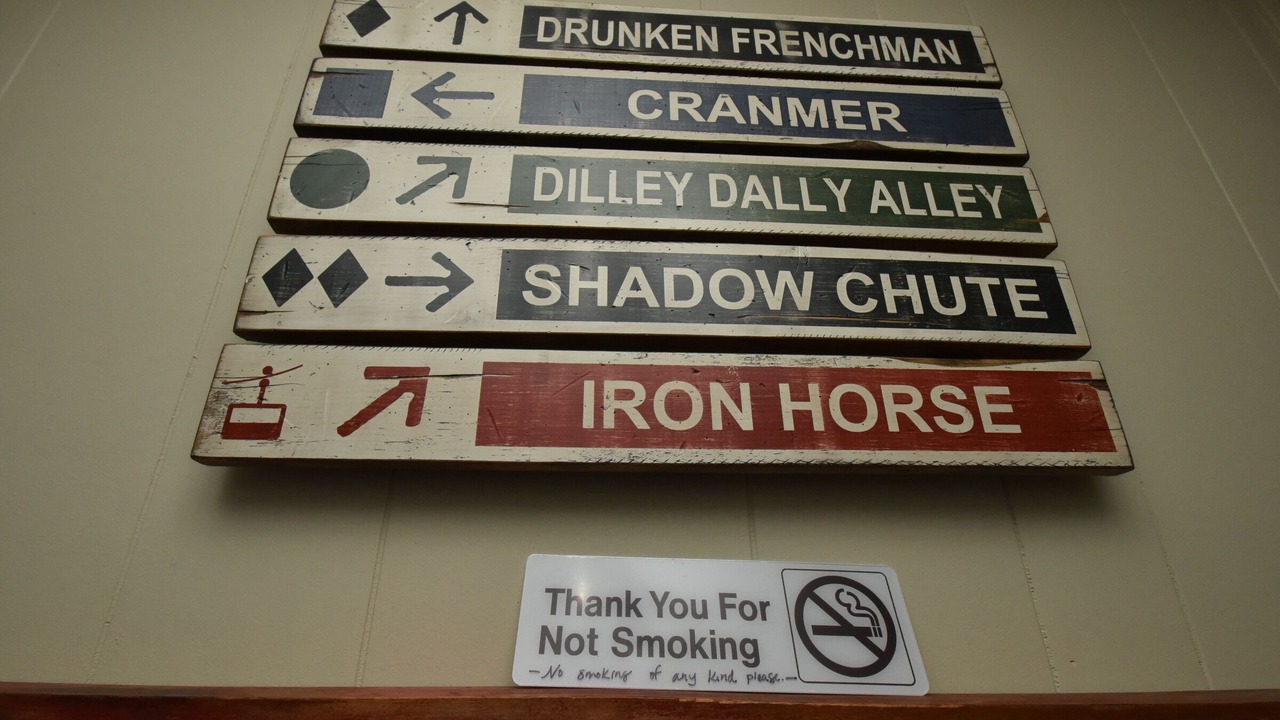 DRUNKEN FRENCHMAN
CRANMER
DILLEY DALLY ALLEY
SHADOW CHUTE
IRON HORSE
Thank You For
Not Smoking
-No smoking of any kind please.-